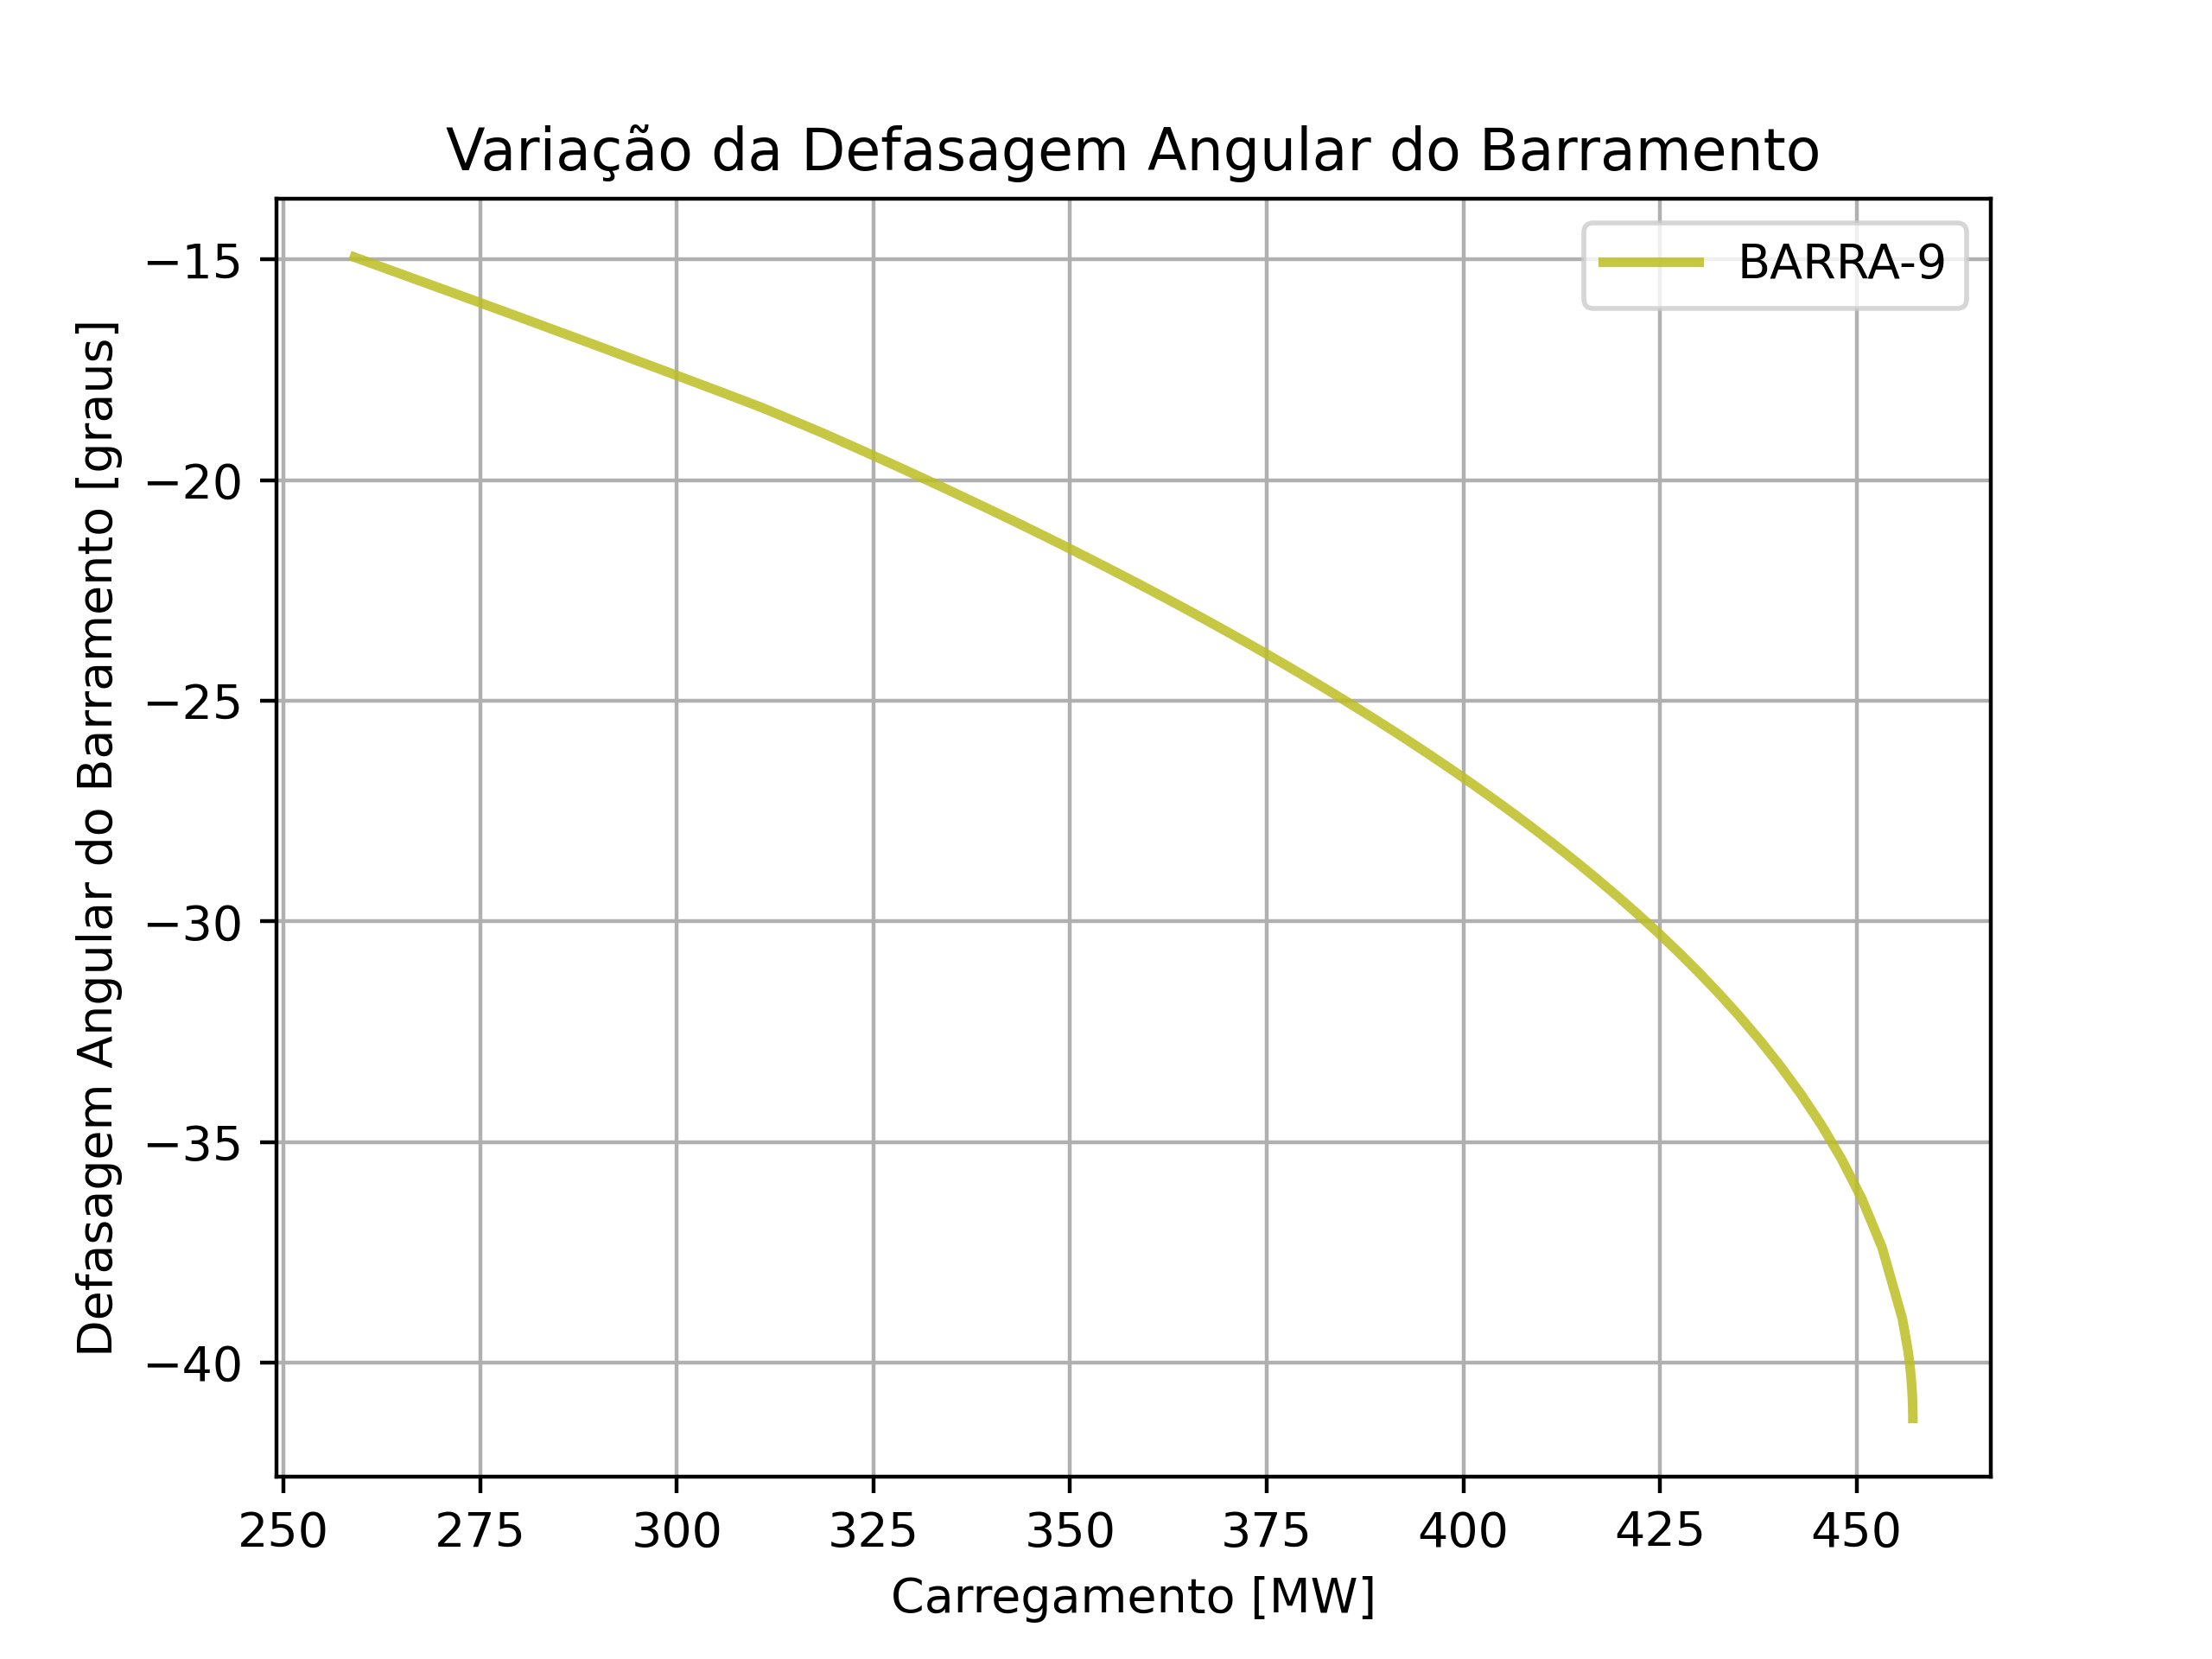 Variação da Defasagem Angular do Barramento
BARRA-9
Defasagem Angular do Barramento [graus]
−15
−20
−25
−30
−35
−40
250 275 300 325 350 375 400 425 450
Carregamento [MW]